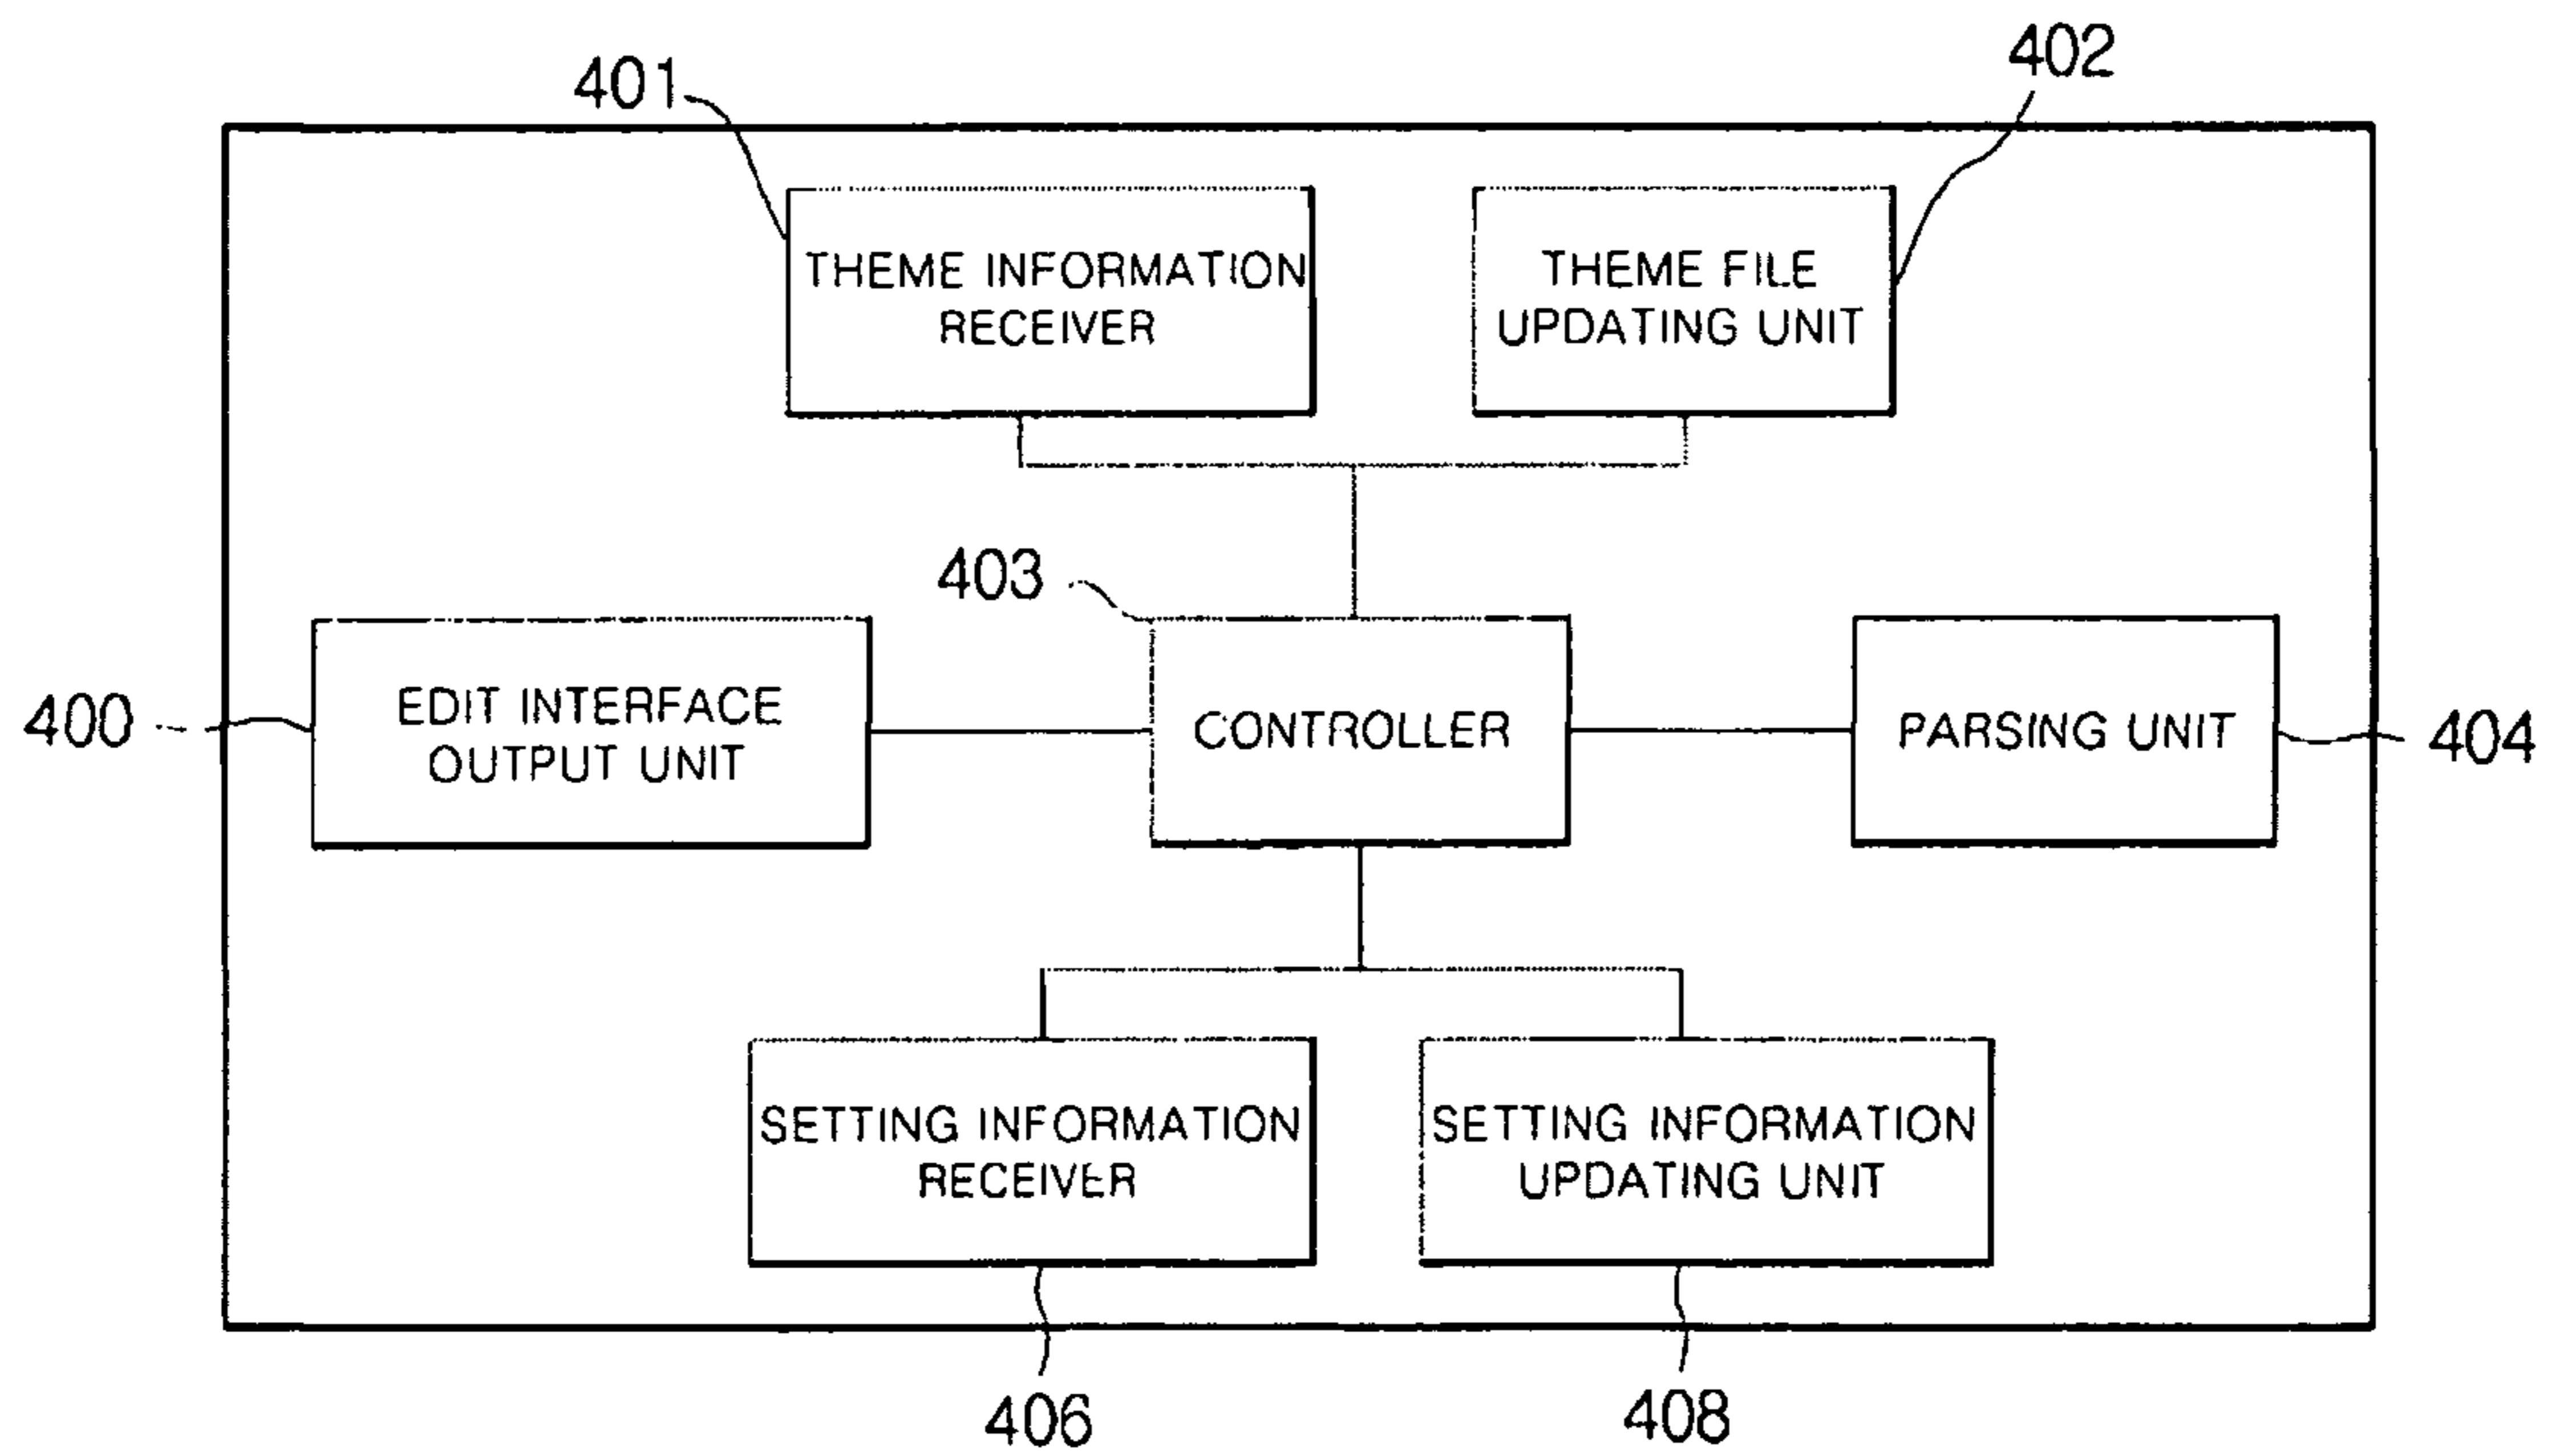 402
401
THEME INFORMATION
RECEIVER
THEME FILE
UPDATING UNIT
403
400
EDIT INTERFACE
OUTPUT UNIT
CONTROLLER
PARSING UNIT
404
SETTING INFORMATION
RECEIVER
SETTING INFORMATION
UPDATING UNIT
406
408